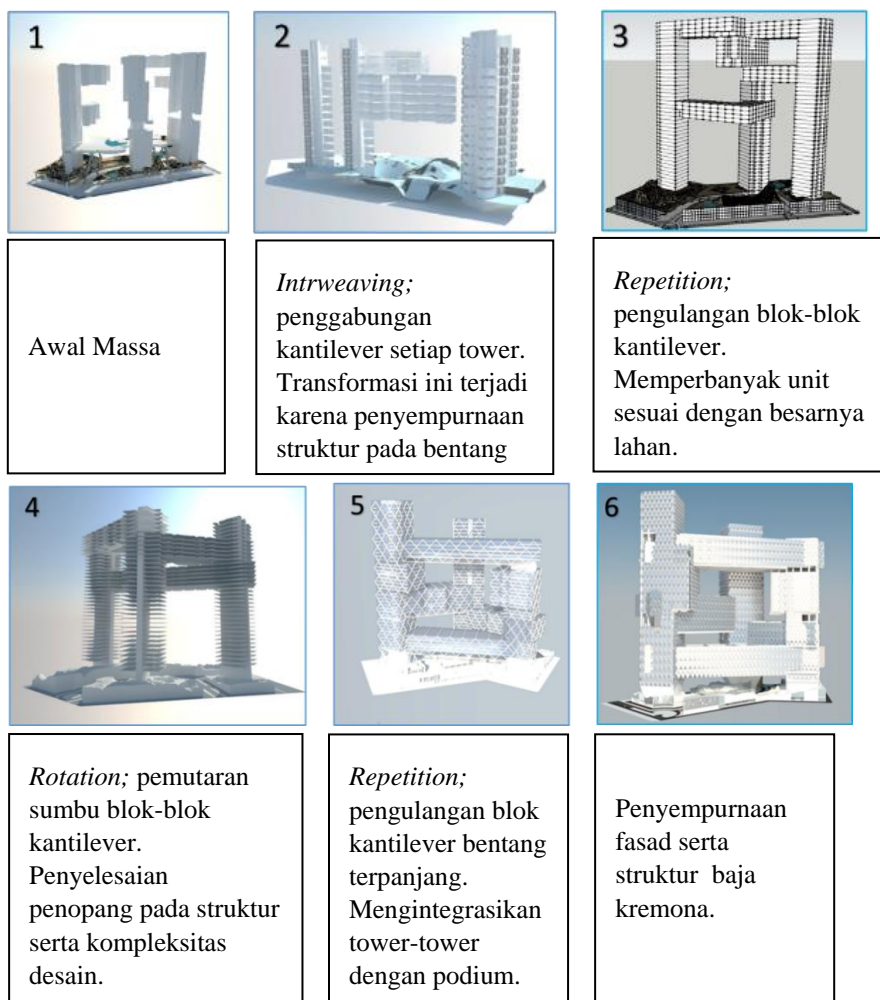 1
2
3
Awal Massa
Intrweaving;
penggabungan
kantilever setiap tower.
Transformasi ini terjadi
karena penyempurnaan
struktur pada bentang
Repetition;
pengulangan blok-blok
kantilever.
Memperbanyak unit
sesuai dengan besarnya
lahan.
4
5
6
Rotation; pemutaran
sumbu blok-blok
kantilever.
Penyelesaian
penopang pada struktur
serta kompleksitas
desain.
Repetition;
pengulangan blok
kantilever bentang
terpanjang.
Mengintegrasikan
tower-tower
dengan podium.
Penyempurnaan
fasad serta
struktur baja
kremona.